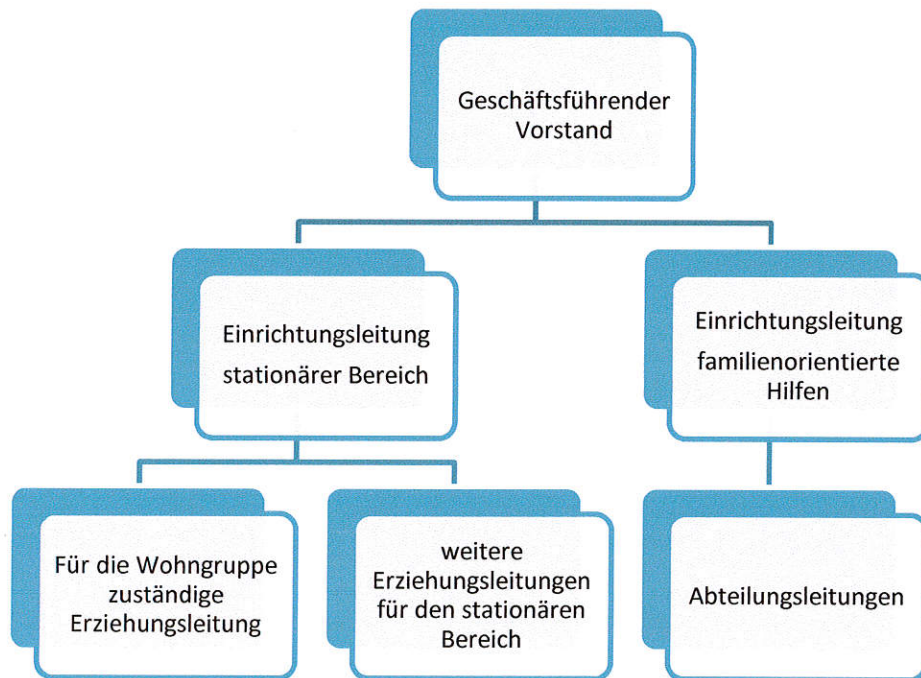 Geschäftsführender
Vorstand
Einrichtungsleitung
stationärer Bereich
Einrichtungsleitung
familienorientierte
Hilfen
Für die Wohngruppe
zuständige
Erziehungsleitung
weitere
Erziehungsleitungen
für den stationären
Bereich
Abteilungsleitungen